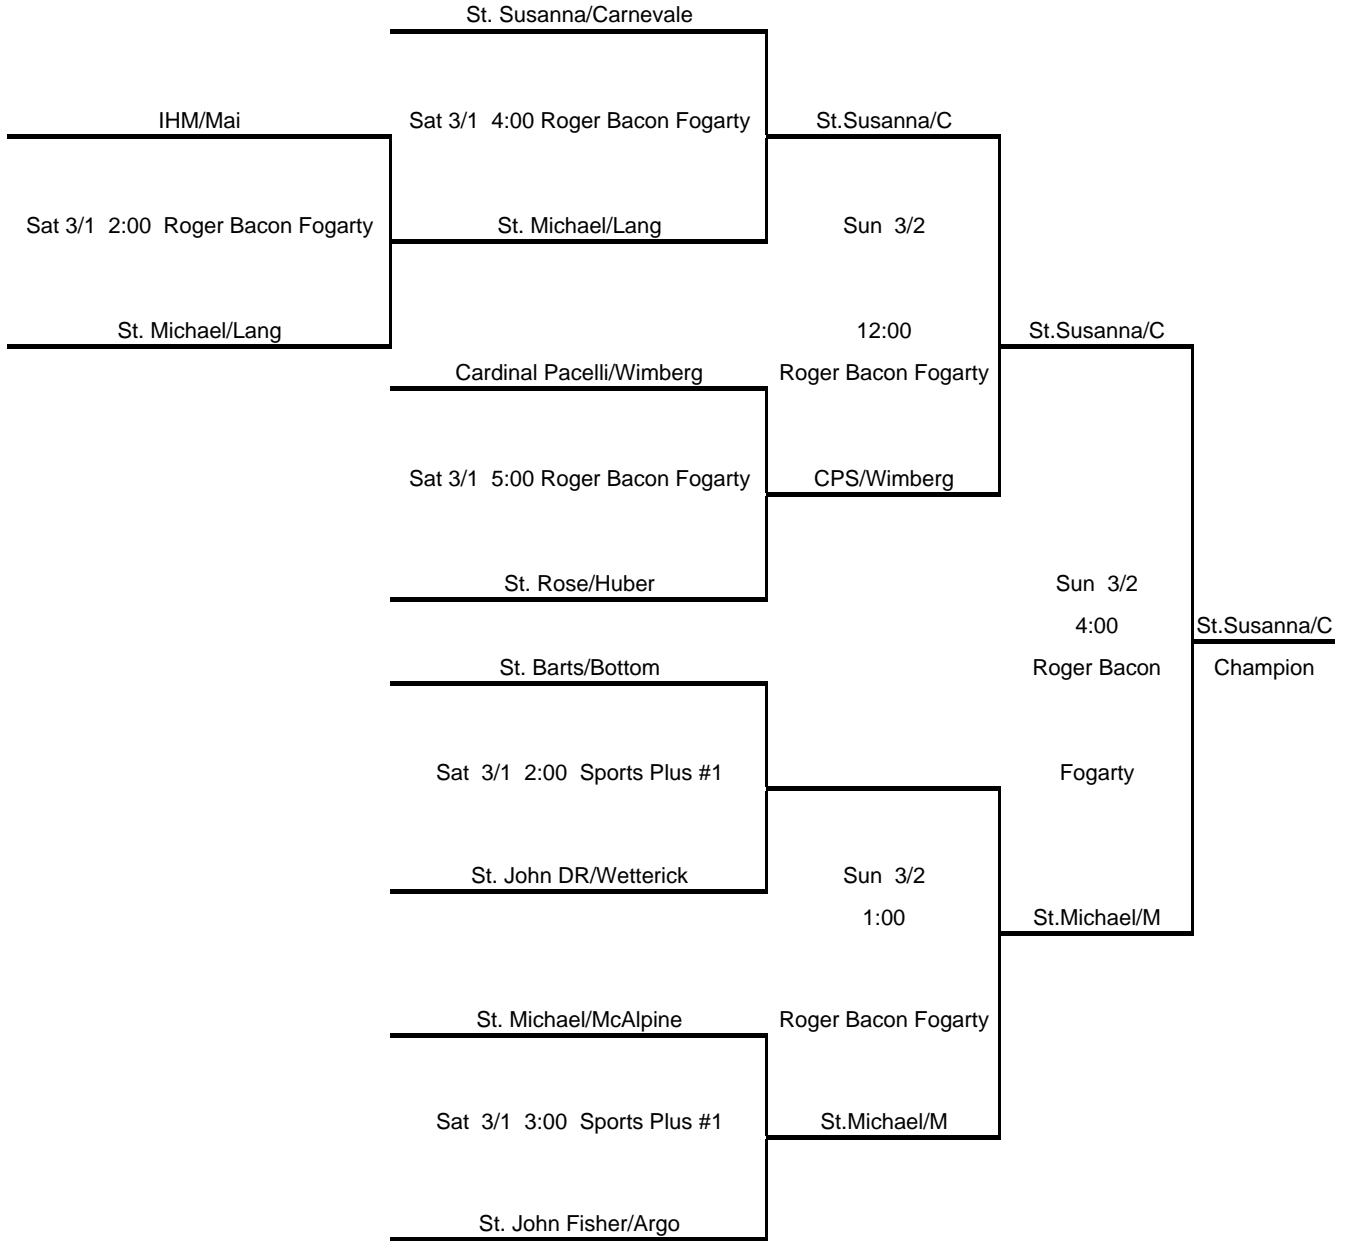 St. Susanna/Carnevale
IHM/Mai
Sat 3/1  4:00 Roger Bacon Fogarty
St.Susanna/C
Sat 3/1  2:00  Roger Bacon Fogarty
St. Michael/Lang
Sun  3/2
St. Michael/Lang
12:00
St.Susanna/C
Cardinal Pacelli/Wimberg
Roger Bacon Fogarty
Sat 3/1  5:00 Roger Bacon Fogarty
CPS/Wimberg
St. Rose/Huber
Sun  3/2
4:00
St.Susanna/C
St. Barts/Bottom
Roger Bacon
Champion
Sat  3/1  2:00  Sports Plus #1
Fogarty
St. John DR/Wetterick
Sun  3/2
1:00
St.Michael/M
St. Michael/McAlpine
Roger Bacon Fogarty
Sat  3/1  3:00  Sports Plus #1
St.Michael/M
St. John Fisher/Argo